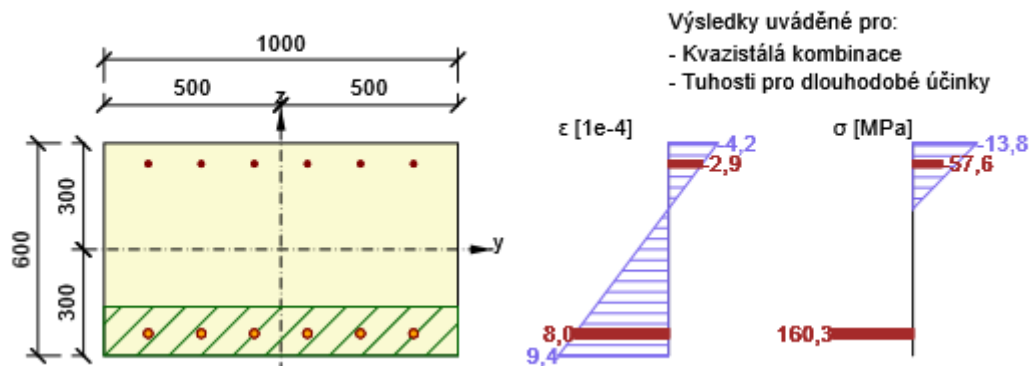 Výsledky uváděné pro:
- Kvazistálá kombinace
- Tuhosti pro dlouhodobé účinky
1000
500 500
z
y
600
300
300
ε [1e-4]
-4,2
-2,9
8,0
9,4
σ [MPa]
-13,8
-57,6
160,3